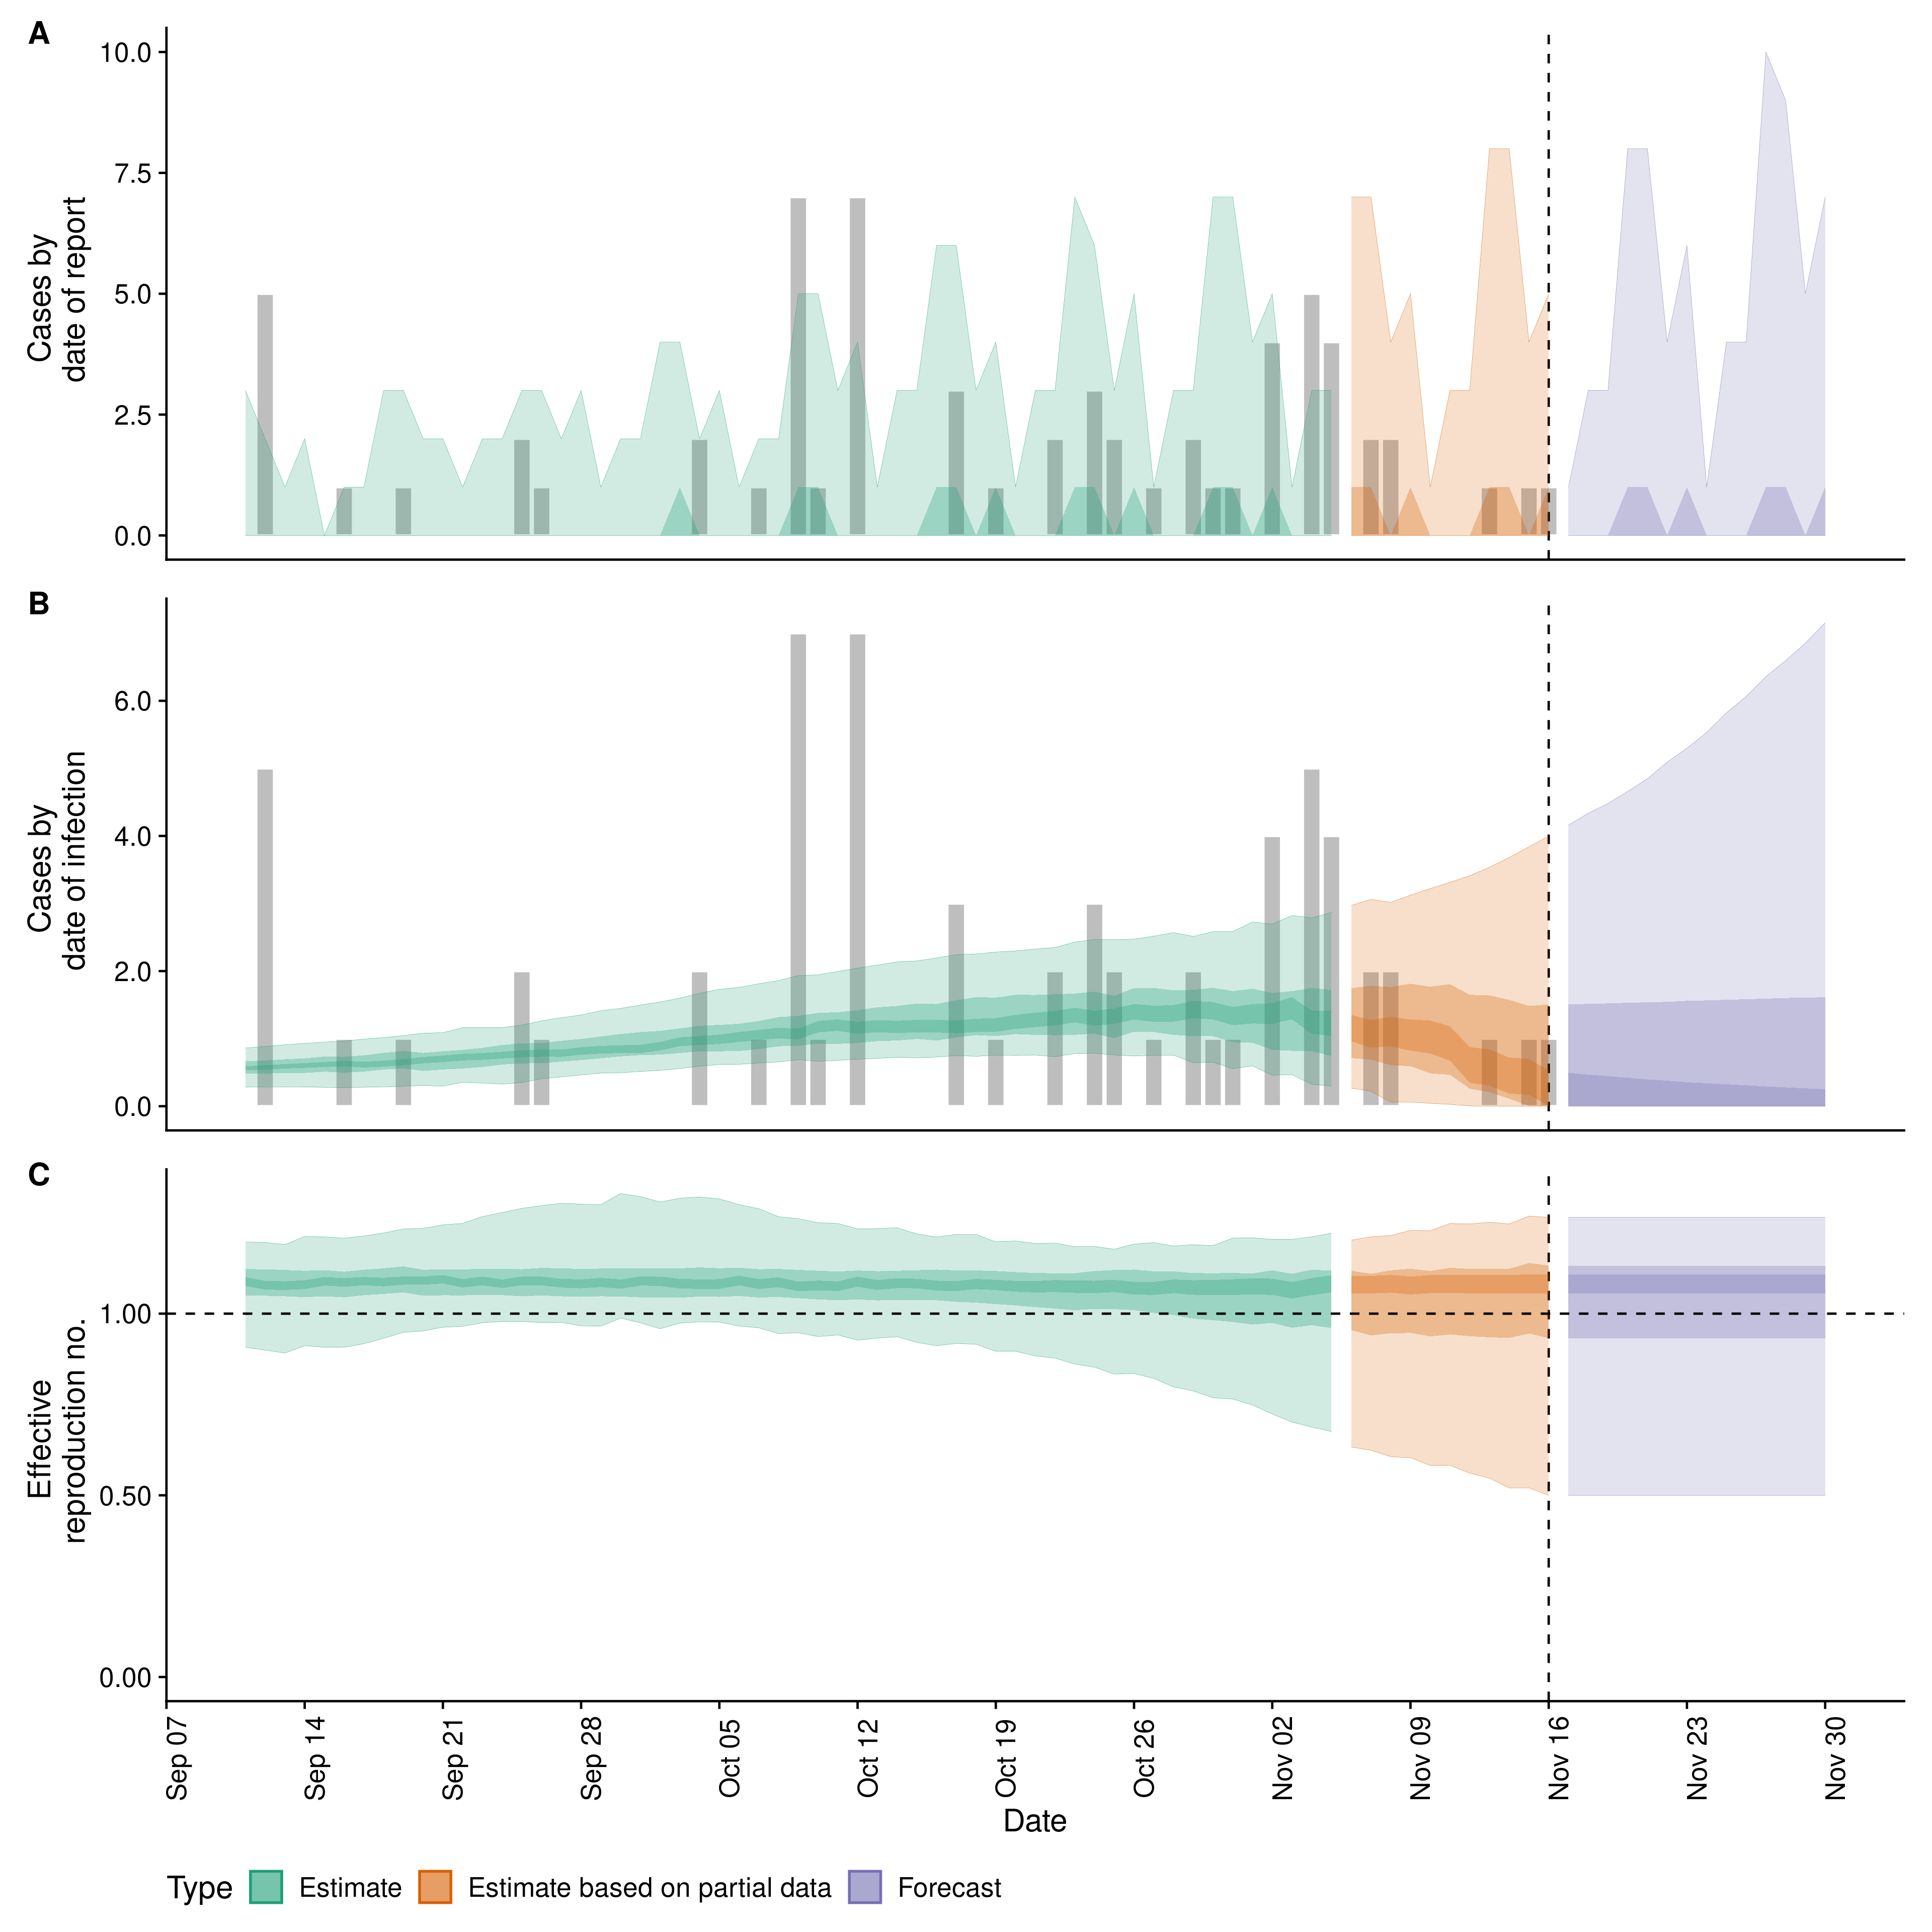 A
Cases by
date of report
10.0
7.5
5.0
2.5
0.0
B
Cases by
date of infection
6.0
4.0
2.0
0.0
C
Effective
reproduction no.
1.00
0.50
0.00
Sep 07
Sep 14
Sep 21
Sep 28
Oct 05
Oct 12
Oct 19
Oct 26
Nov 02
Nov 09
Nov 16
Nov 23
Nov 30
Date
Type Estimate Estimate based on partial data Forecast